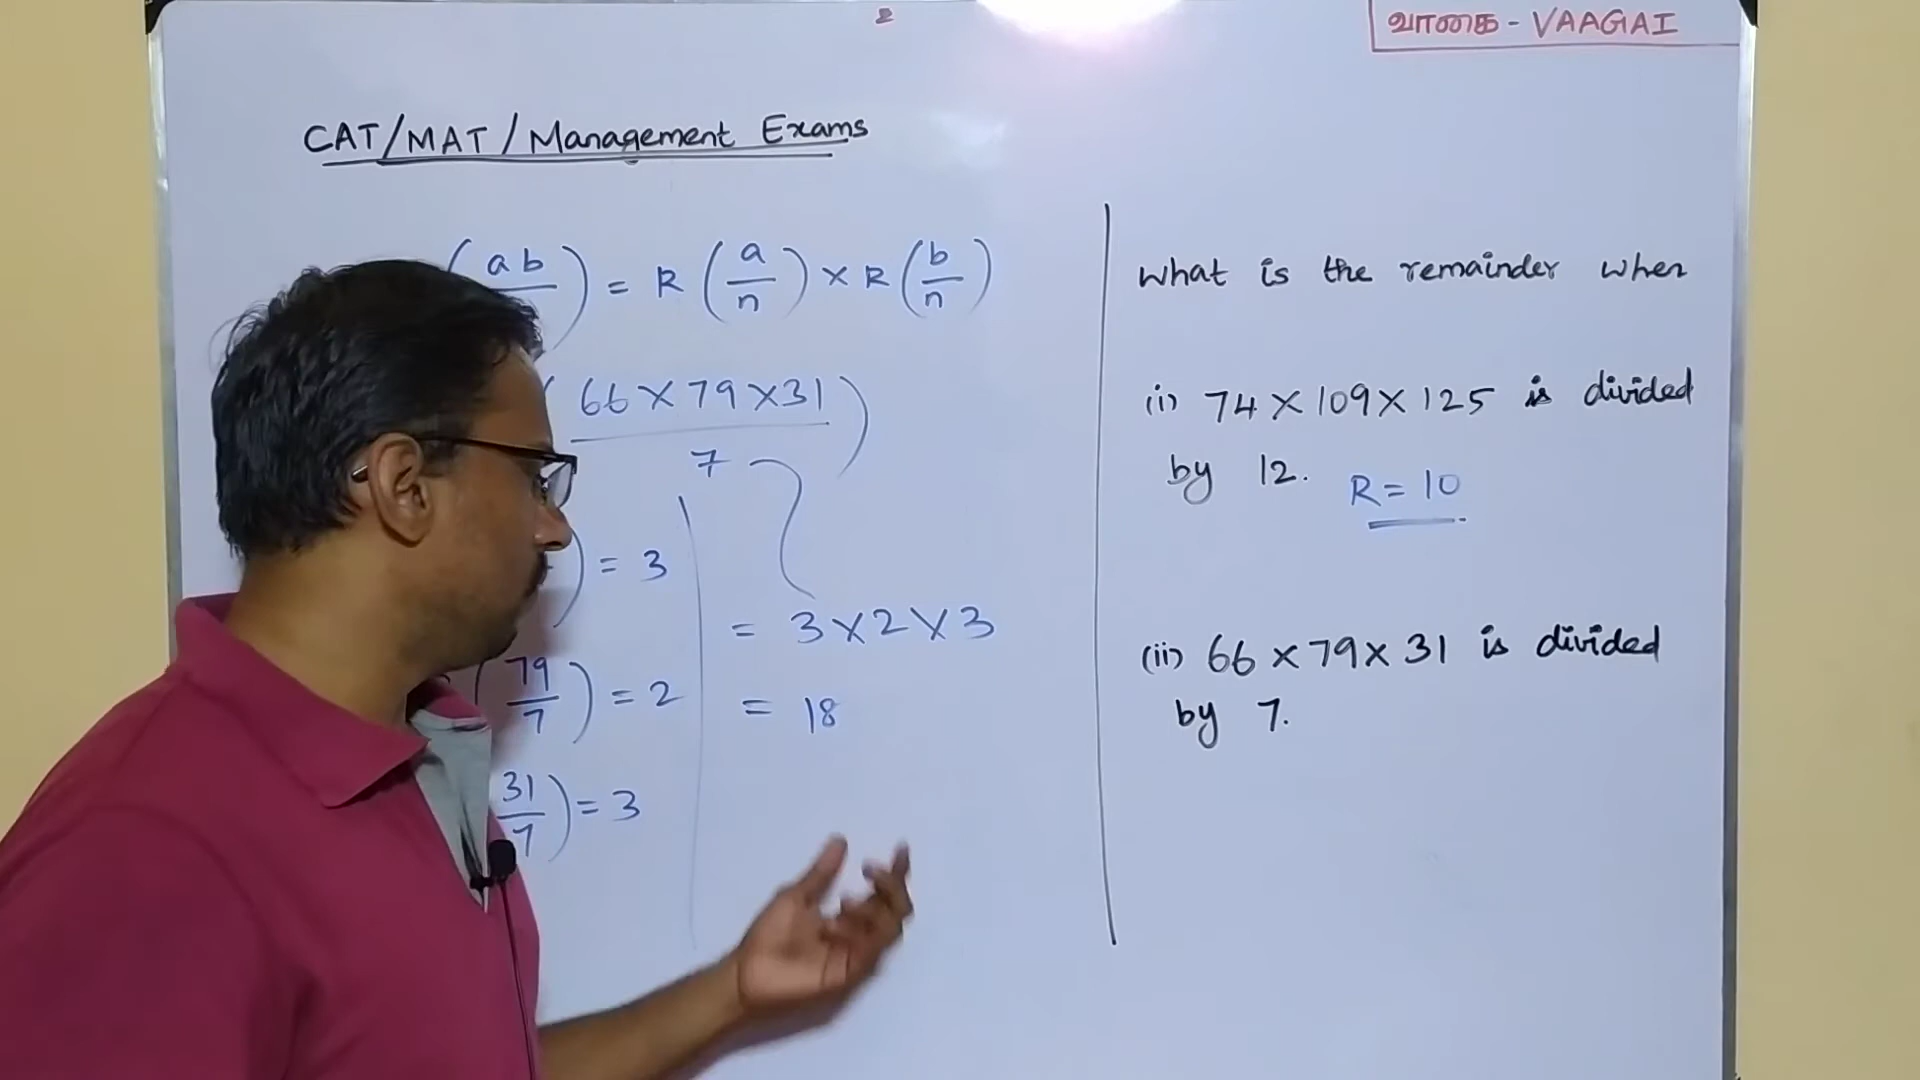 வாகை - VAAGAI
CAT/MAT/Management Exams
(ab) = R (a/n) × R (b/n)
(66 × 79 × 31 / 7)
) = 3
(79/7) = 2
31/7) = 3
= 3 × 2 × 3
= 18
What is the remainder when
(i) 74 × 109 × 125 is divided
by 12. R = 10
(ii) 66 × 79 × 31 is divided
by 7.